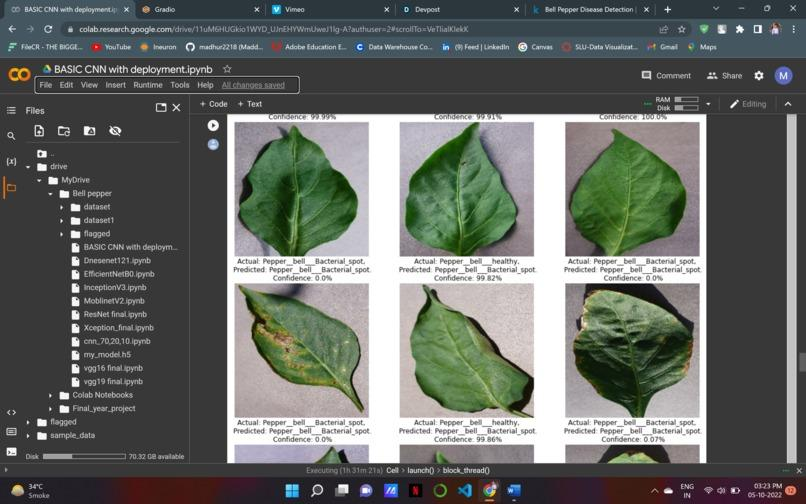 BASIC CNN with deployment.ip
Gradio
Vimeo
Devpost
Bell Pepper Disease Detection |
colab.research.google.com/drive/11uM6HUGkio1WYD_UJnEHYWmUweJ1lg-A?authuser=2#scrollTo=VeTlialKlekK
FileCR - THE BIGGE...
YouTube
Ineuron
madhur2218 (Madd...
Adobe Education E...
Data Warehouse Co...
(9) Feed | LinkedIn
Canvas
SLU-Data Visualizat...
Gmail
Maps
BASIC CNN with deployment.ipynb
File Edit View Insert Runtime Tools Help All changes saved
Comment
Share
M
Files
+ Code + Text
RAM
Disk
Editing
..
drive
MyDrive
Bell pepper
dataset
dataset1
flagged
BASIC CNN with deploym...
Dnesenet121.ipynb
EfficientNetB0.ipynb
InceptionV3.ipynb
MoblinetV2.ipynb
ResNet final.ipynb
Xception_final.ipynb
cnn_70,20,10.ipynb
my_model.h5
vgg16 final.ipynb
vgg19 final.ipynb
Colab Notebooks
Final_year_project
flagged
sample_data
Disk
70.32 GB available
Confidence: 99.99%
Confidence: 99.91%
Confidence: 100.0%
Actual: Pepper__bell___Bacterial_spot,
Predicted: Pepper__bell___Bacterial_spot.
Confidence: 0.0%
Actual: Pepper__bell___healthy,
Predicted: Pepper__bell___Bacterial_spot.
Confidence: 99.82%
Actual: Pepper__bell___Bacterial_spot,
Predicted: Pepper__bell___Bacterial_spot.
Confidence: 0.0%
Actual: Pepper__bell___Bacterial_spot,
Predicted: Pepper__bell___Bacterial_spot.
Confidence: 0.0%
Actual: Pepper__bell___healthy,
Predicted: Pepper__bell___Bacterial_spot.
Confidence: 99.86%
Actual: Pepper__bell___Bacterial_spot,
Predicted: Pepper__bell___Bacterial_spot.
Confidence: 0.07%
Executing (1h 31m 21s) Cell > launch() > block_thread()
34°C
Smoke
ENG
IN
03:23 PM
05-10-2022